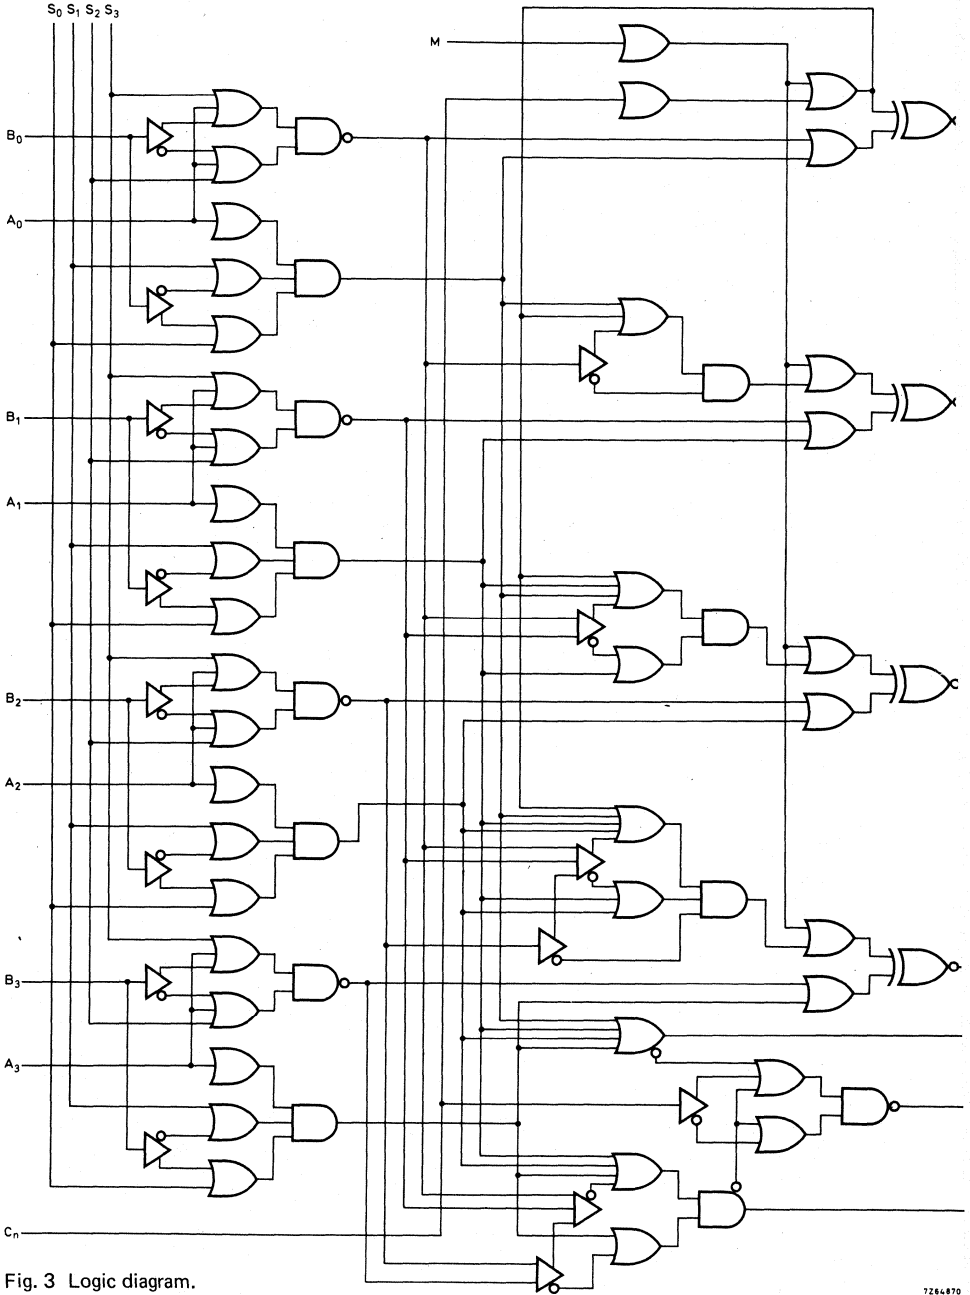 S₀ S₁ S₂ S₃
M
B₀
A₀
B₁
A₁
B₂
A₂
B₃
A₃
Cₙ
Fig. 3 Logic diagram.
7Z64870